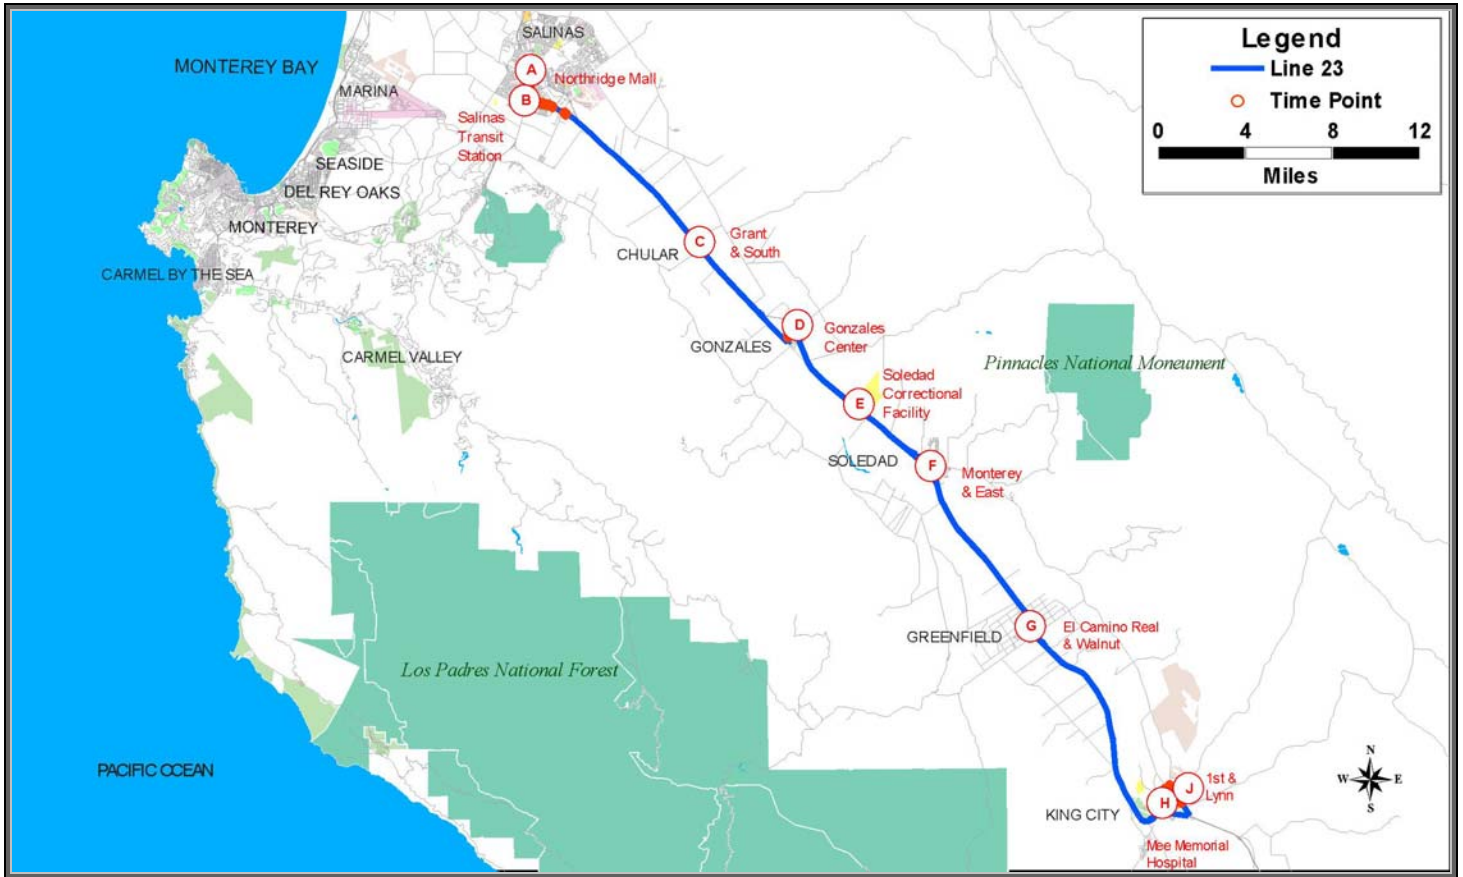 SALINAS
MONTEREY BAY
A
Northridge Mall
MARINA
B
Salinas
Transit
Station
SEASIDE
DEL REY OAKS
MONTEREY
CARMEL BY THE SEA
CHULAR
C
Grant
& South
D
Gonzales
Center
GONZALES
CARMEL VALLEY
Pinnacles National Moneument
E
Soledad
Correctional
Facility
SOLEDAD
F
Monterey
& East
GREENFIELD
G
El Camino Real
& Walnut
Los Padres National Forest
PACIFIC OCEAN
KING CITY
H
J
1st &
Lynn
Mee Memorial
Hospital
Legend
Line 23
Time Point
0 4 8 12
Miles
N
W E
S